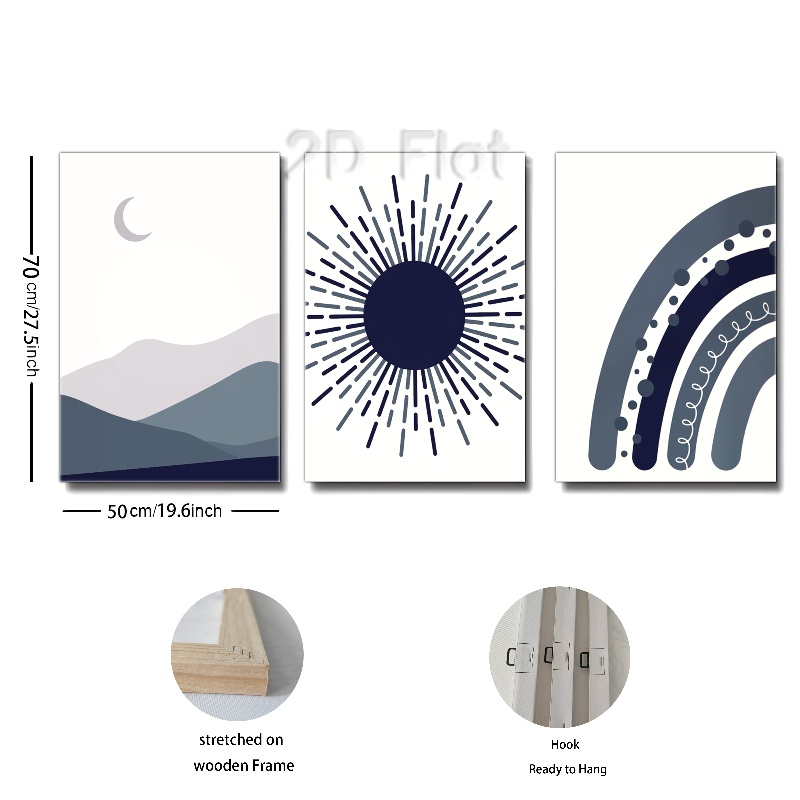 2D Flat
70 cm/27.5inch
50 cm/19.6inch
stretched on
wooden Frame
Hook
Ready to Hang